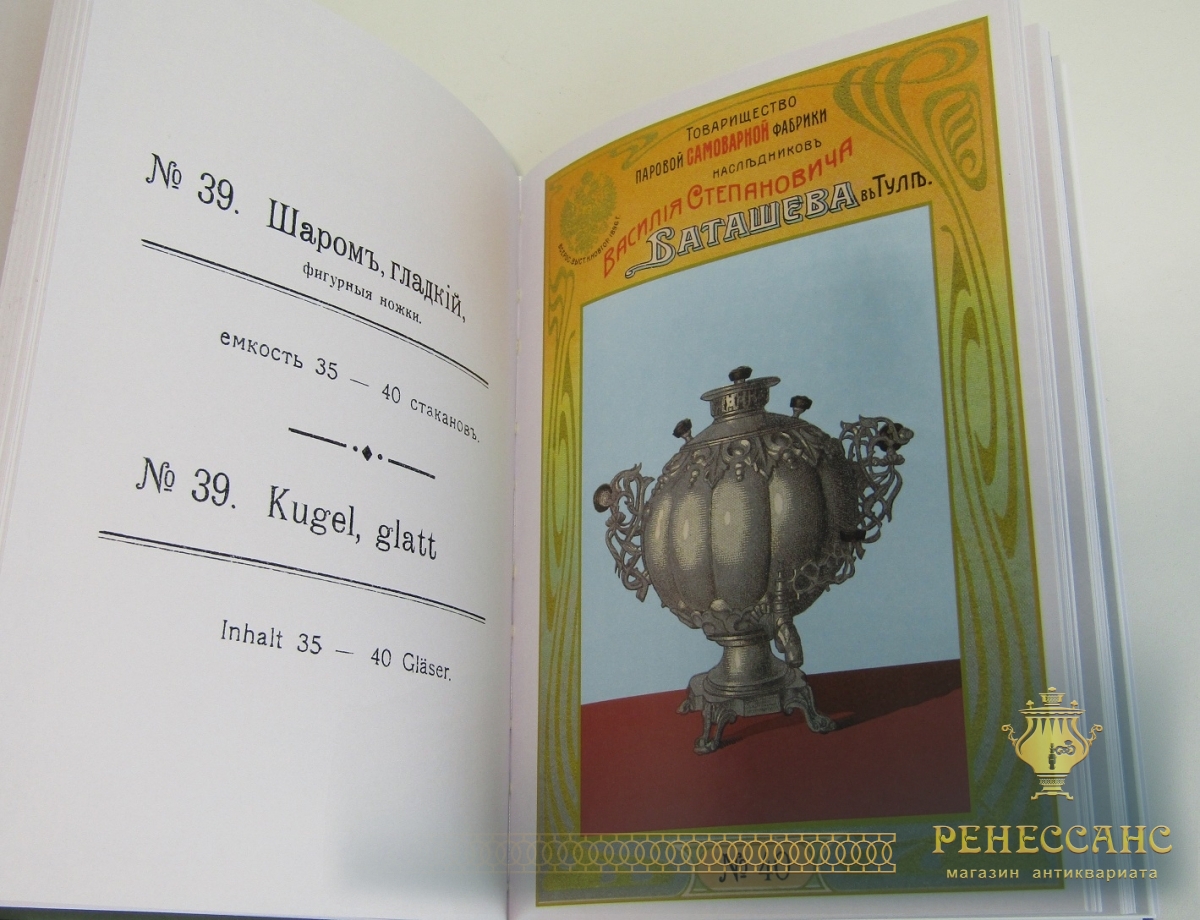 № 39. Шаромъ, гладкій,
фигурныя ножки.
емкость 35 — 40 стакановъ.
№ 39. Kugel, glatt
Inhalt 35 — 40 Gläser.
Товарищество
паровой самоварной фабрики
наслѣдниковъ
Василія Степановича
Баташева въ Тулѣ.
№ 40
РЕНЕССАНС
магазин антиквариата